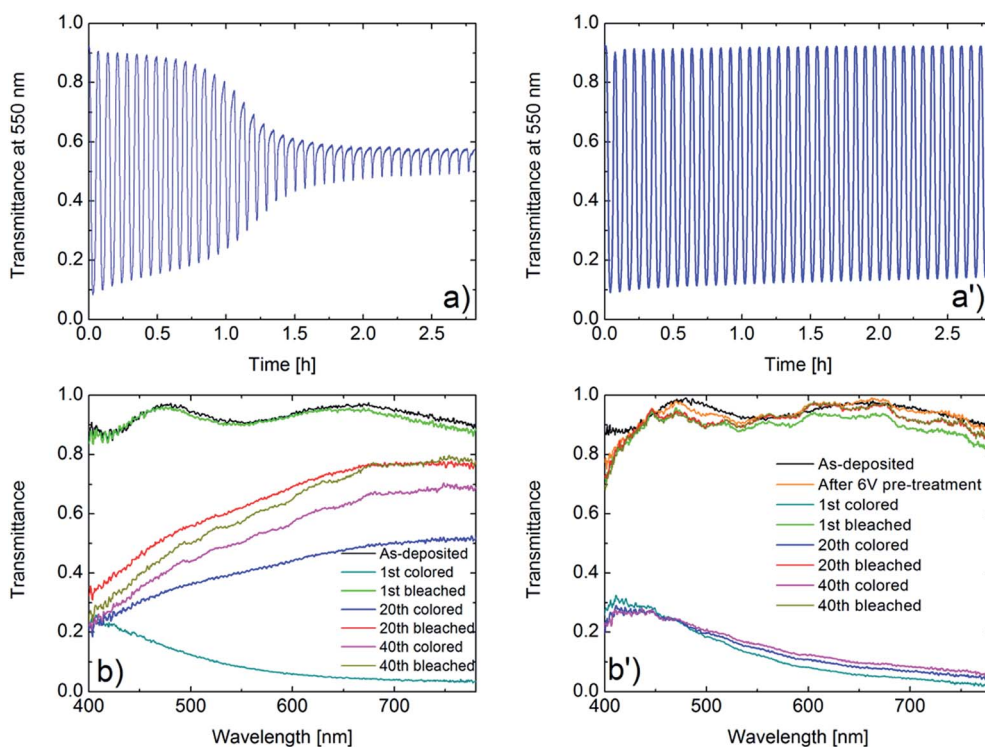 1.0
0.8
0.6
0.4
0.2
0.0
Transmittance at 550 nm
a)
0.0 0.5 1.0 1.5 2.0 2.5
Time [h]
1.0
0.8
0.6
0.4
0.2
0.0
Transmittance at 550 nm
a')
0.0 0.5 1.0 1.5 2.0 2.5
Time [h]
1.0
0.8
0.6
0.4
0.2
0.0
Transmittance
As-deposited
1st colored
1st bleached
20th colored
20th bleached
40th colored
40th bleached
b)
400 500 600 700
Wavelength [nm]
1.0
0.8
0.6
0.4
0.2
0.0
Transmittance
As-deposited
After 6V pre-treatment
1st colored
1st bleached
20th colored
20th bleached
40th colored
40th bleached
b')
400 500 600 700
Wavelength [nm]